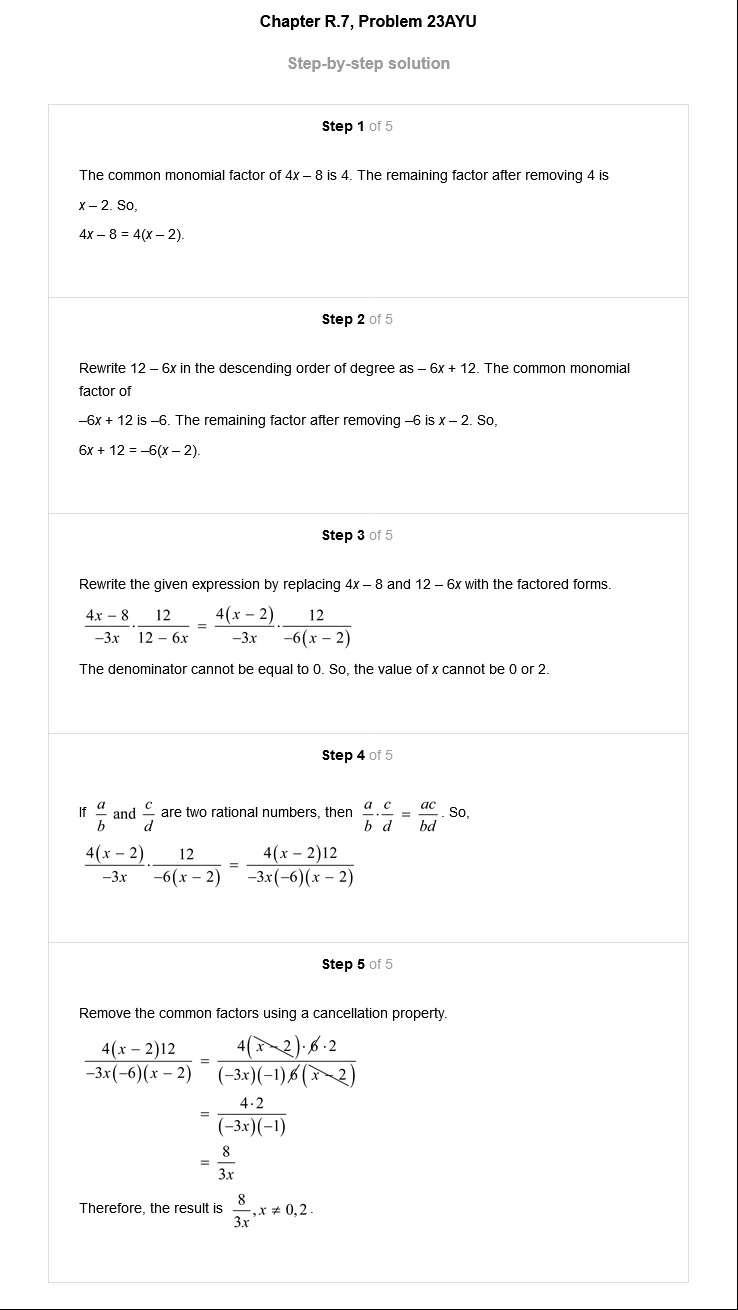 Chapter R.7, Problem 23AYU
Step-by-step solution
Step 1 of 5
The common monomial factor of 4x – 8 is 4. The remaining factor after removing 4 is
x – 2. So,
4x – 8 = 4(x – 2).
Step 2 of 5
Rewrite 12 – 6x in the descending order of degree as – 6x + 12. The common monomial
factor of
–6x + 12 is –6. The remaining factor after removing –6 is x – 2. So,
6x + 12 = –6(x – 2).
Step 3 of 5
Rewrite the given expression by replacing 4x – 8 and 12 – 6x with the factored forms.
\frac{4x-8}{-3x} \cdot \frac{12}{12-6x} = \frac{4(x-2)}{-3x} \cdot \frac{12}{-6(x-2)}
The denominator cannot be equal to 0. So, the value of x cannot be 0 or 2.
Step 4 of 5
If \frac{a}{b} and \frac{c}{d} are two rational numbers, then \frac{a}{b} \cdot \frac{c}{d} = \frac{ac}{bd}. So,
\frac{4(x-2)}{-3x} \cdot \frac{12}{-6(x-2)} = \frac{4(x-2)12}{-3x(-6)(x-2)}
Step 5 of 5
Remove the common factors using a cancellation property.
\frac{4(x-2)12}{-3x(-6)(x-2)} = \frac{4\cancel{(x-2)} \cdot \cancel{6} \cdot 2}{(-3x)(-1)\cancel{6}\cancel{(x-2)}}
= \frac{4 \cdot 2}{(-3x)(-1)}
= \frac{8}{3x}
Therefore, the result is \frac{8}{3x}, x ≠ 0,2.